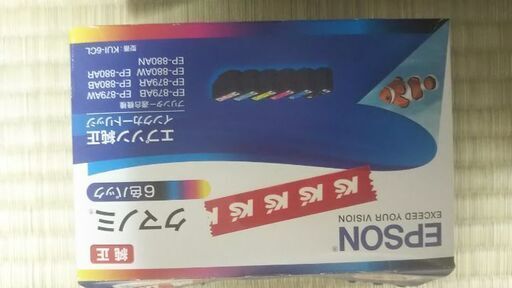 EPSON
EXCEED YOUR VISION
純正
クマノミ®
6色パック
K's K's K's K's K's
エプソン純正
インクカートリッジ
プリンター適合機種
EP-879AB EP-879AW
EP-879AR EP-880AB
EP-880AW EP-880AR
EP-880AN
型番:KUI-6CL